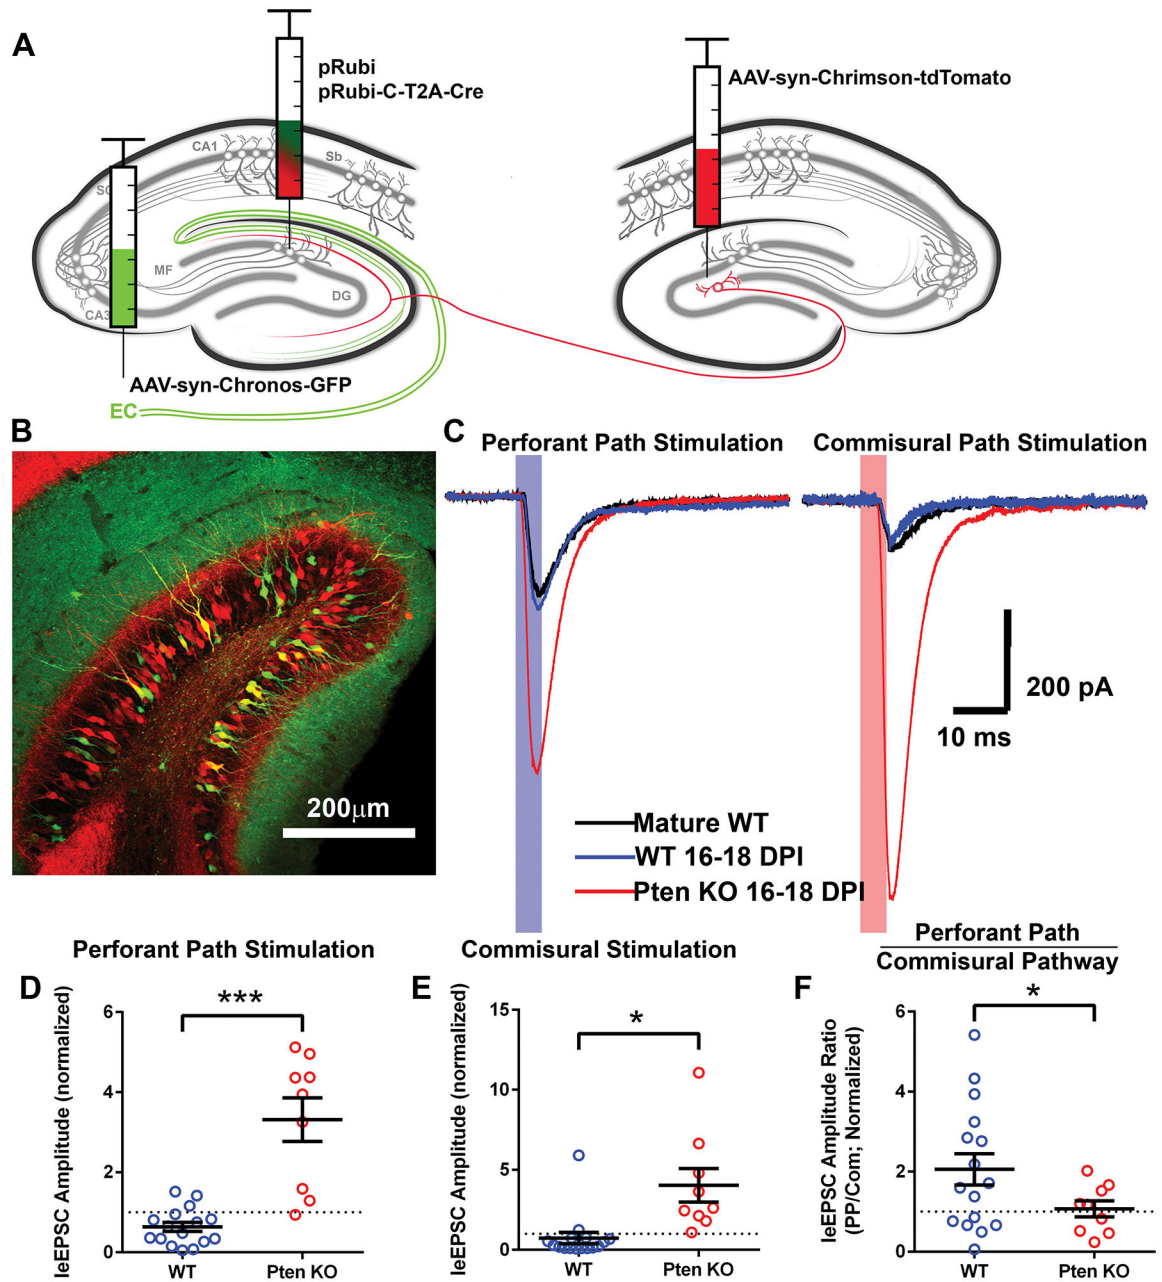 A
pRubi
pRubi-C-T2A-Cre
AAV-syn-Chrimson-tdTomato
CA1
Sb
MF
DG
CA3
AAV-syn-Chronos-GFP
EC
B
200μm
C
Perforant Path Stimulation
Commisural Path Stimulation
200 pA
10 ms
Mature WT
WT 16-18 DPI
Pten KO 16-18 DPI
D
Perforant Path Stimulation
IeEPSC Amplitude (normalized)
***
6
4
2
0
WT
Pten KO
E
Commisural Stimulation
IeEPSC Amplitude (normalized)
*
15
10
5
0
WT
Pten KO
F
Perforant Path
Commisural Pathway
IeEPSC Amplitude Ratio
(PP/Com; Normalized)
*
6
4
2
0
WT
Pten KO